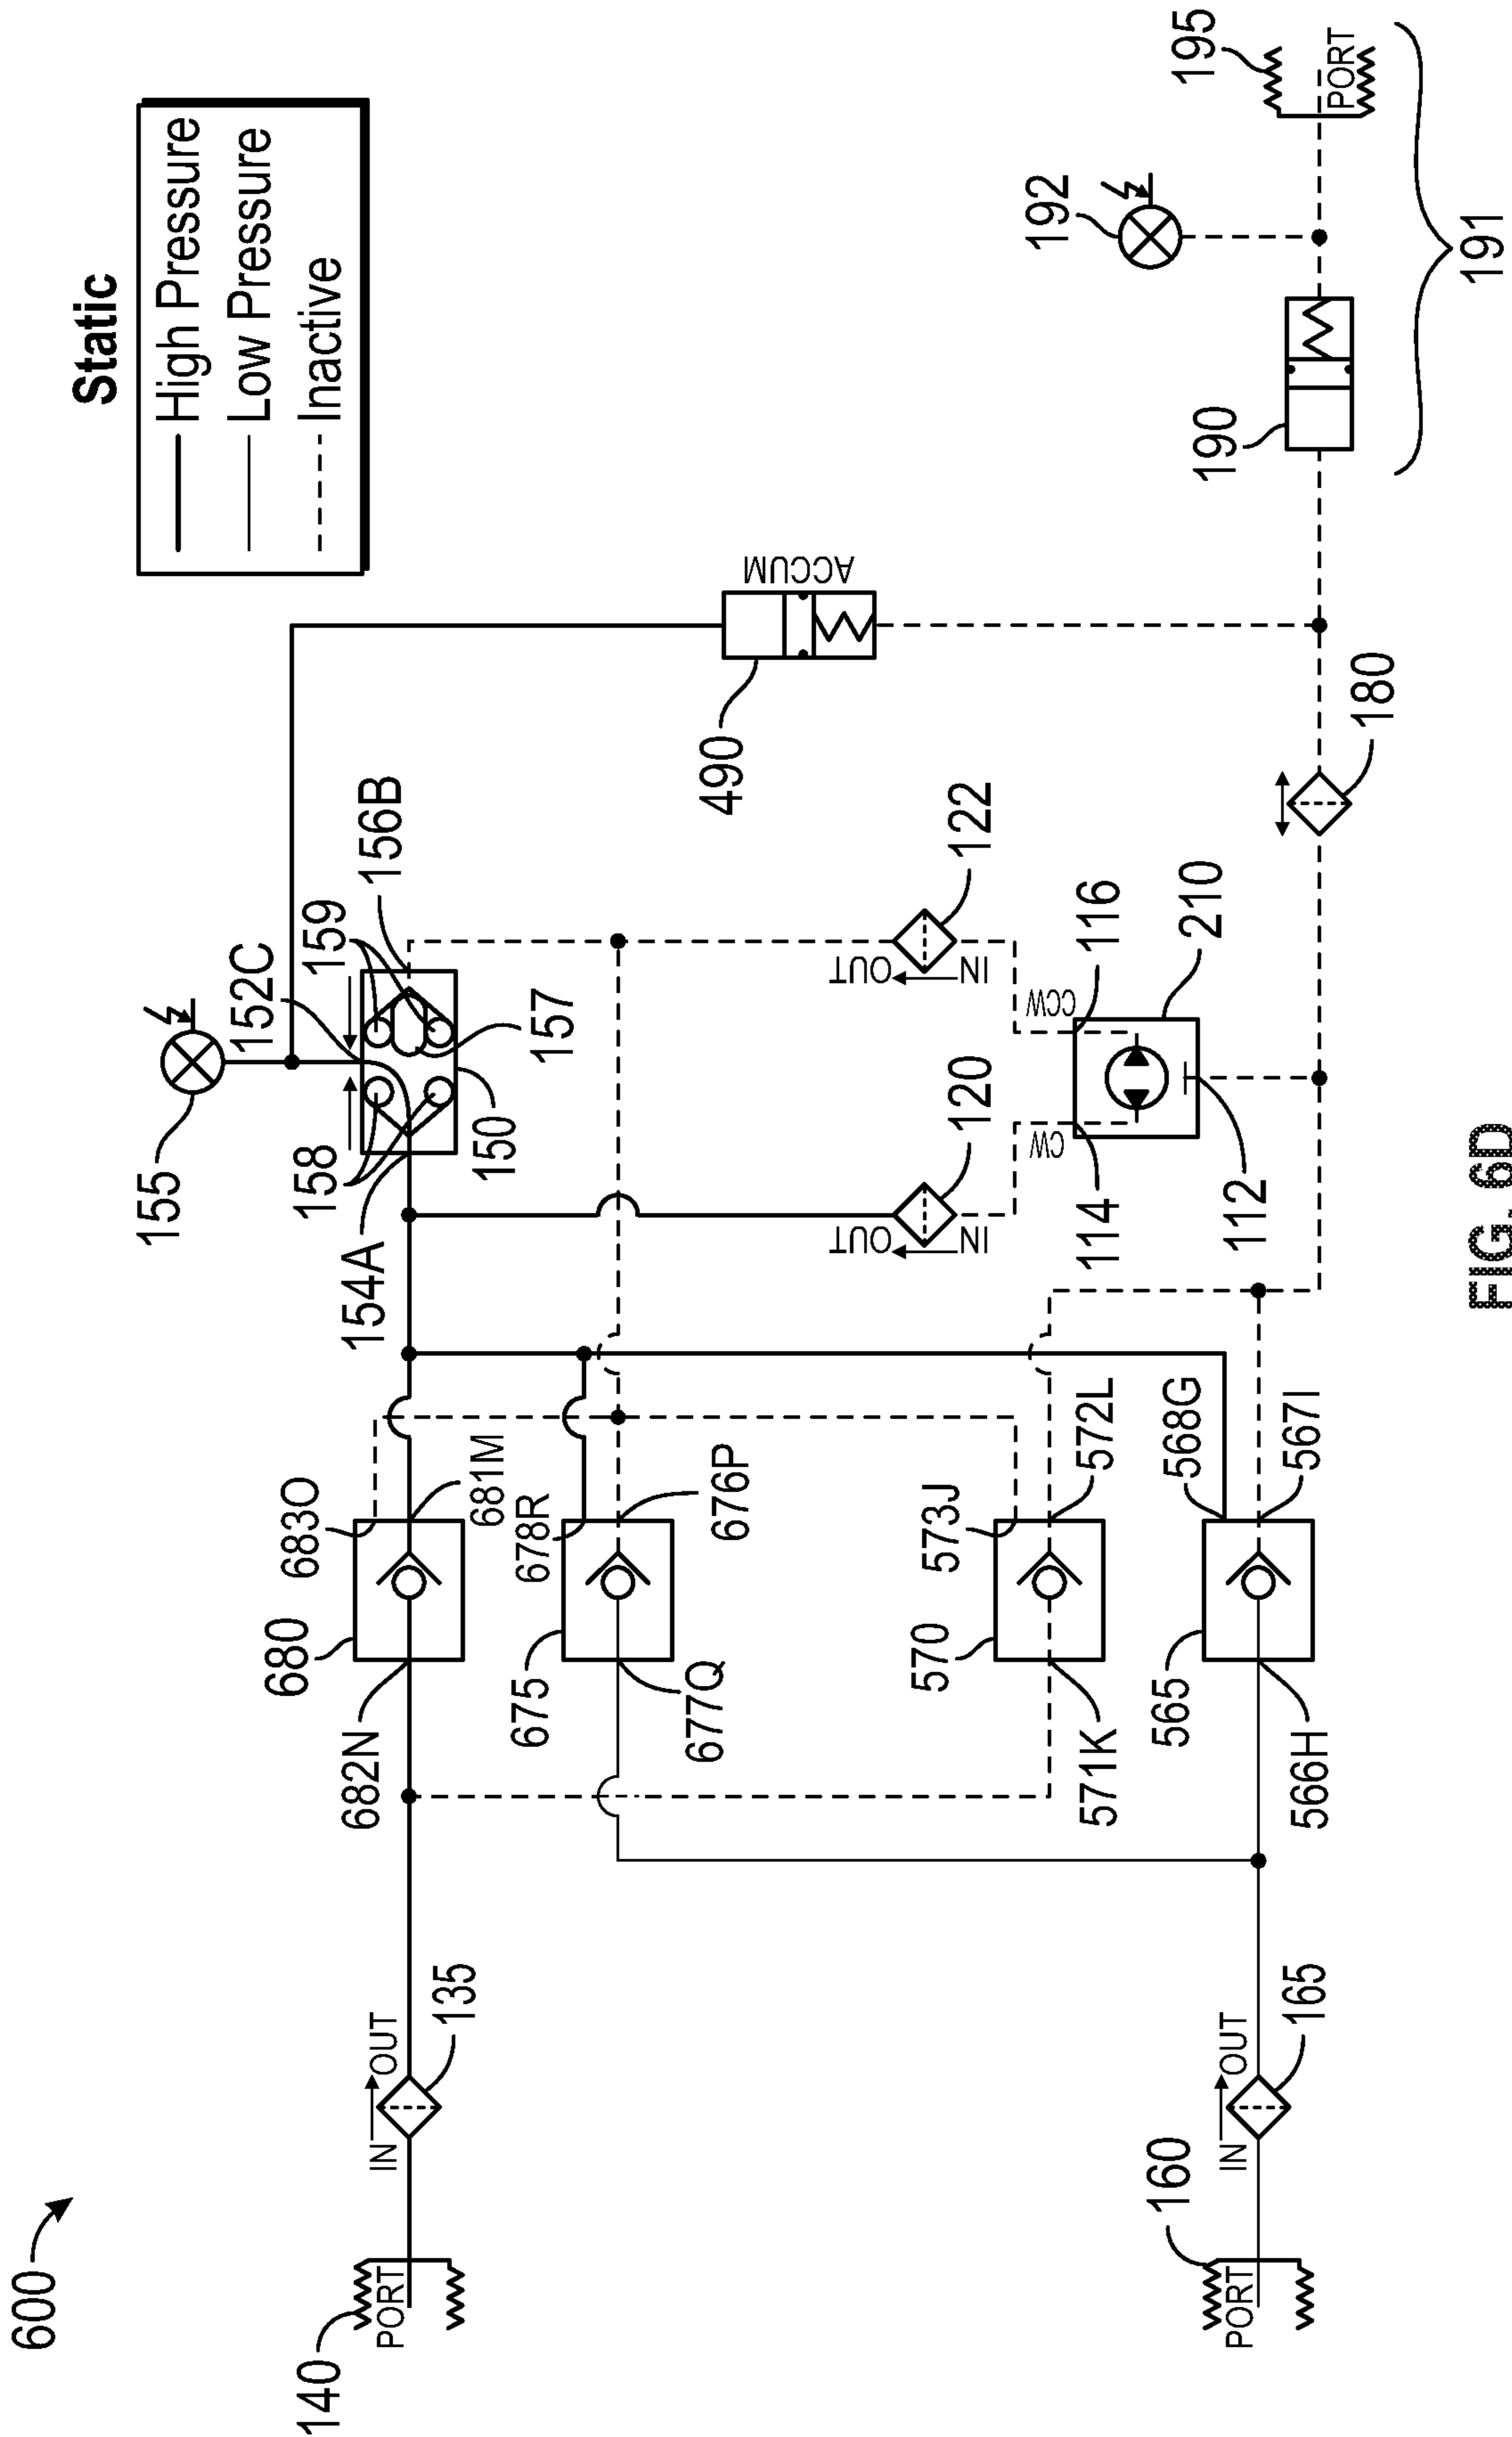 600
Static
High Pressure
Low Pressure
Inactive
155
152C
158
159
154A
156B
150
157
140
PORT
IN
OUT
135
682N
680
683O
681M
675
677Q
678R
676P
490
ACCUM
120
OUT
IN
122
OUT
IN
CW
CCW
114
116
210
112
570
571K
573J
572L
565
566H
568G
567I
160
PORT
IN
OUT
165
180
190
192
195
PORT
191
FIG. 6D